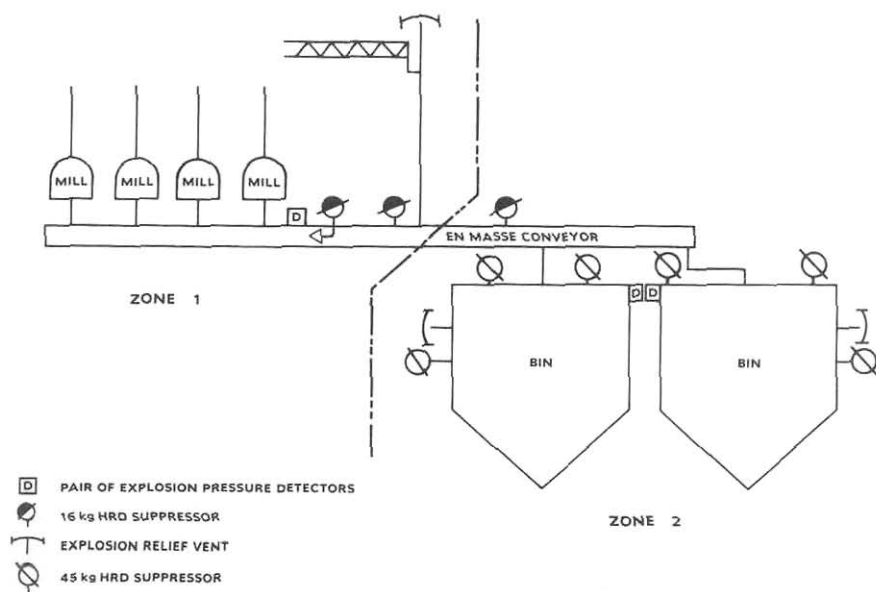 MILL
MILL
MILL
MILL
D
EN MASSE CONVEYOR
ZONE 1
D D
BIN
BIN
D PAIR OF EXPLOSION PRESSURE DETECTORS
16 kg HRD SUPPRESSOR
EXPLOSION RELIEF VENT
45 kg HRD SUPPRESSOR
ZONE 2